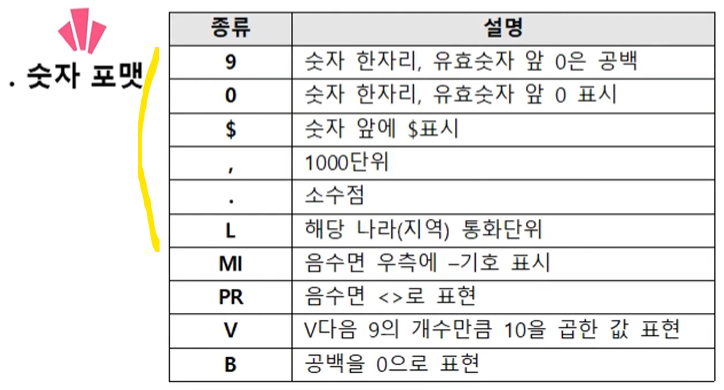 . 숫자 포맷
종류 설명
9 숫자 한자리, 유효숫자 앞 0은 공백
0 숫자 한자리, 유효숫자 앞 0 표시
$ 숫자 앞에 $표시
, 1000단위
. 소수점
L 해당 나라(지역) 통화단위
MI 음수면 우측에 –기호 표시
PR 음수면 <>로 표현
V V다음 9의 개수만큼 10을 곱한 값 표현
B 공백을 0으로 표현